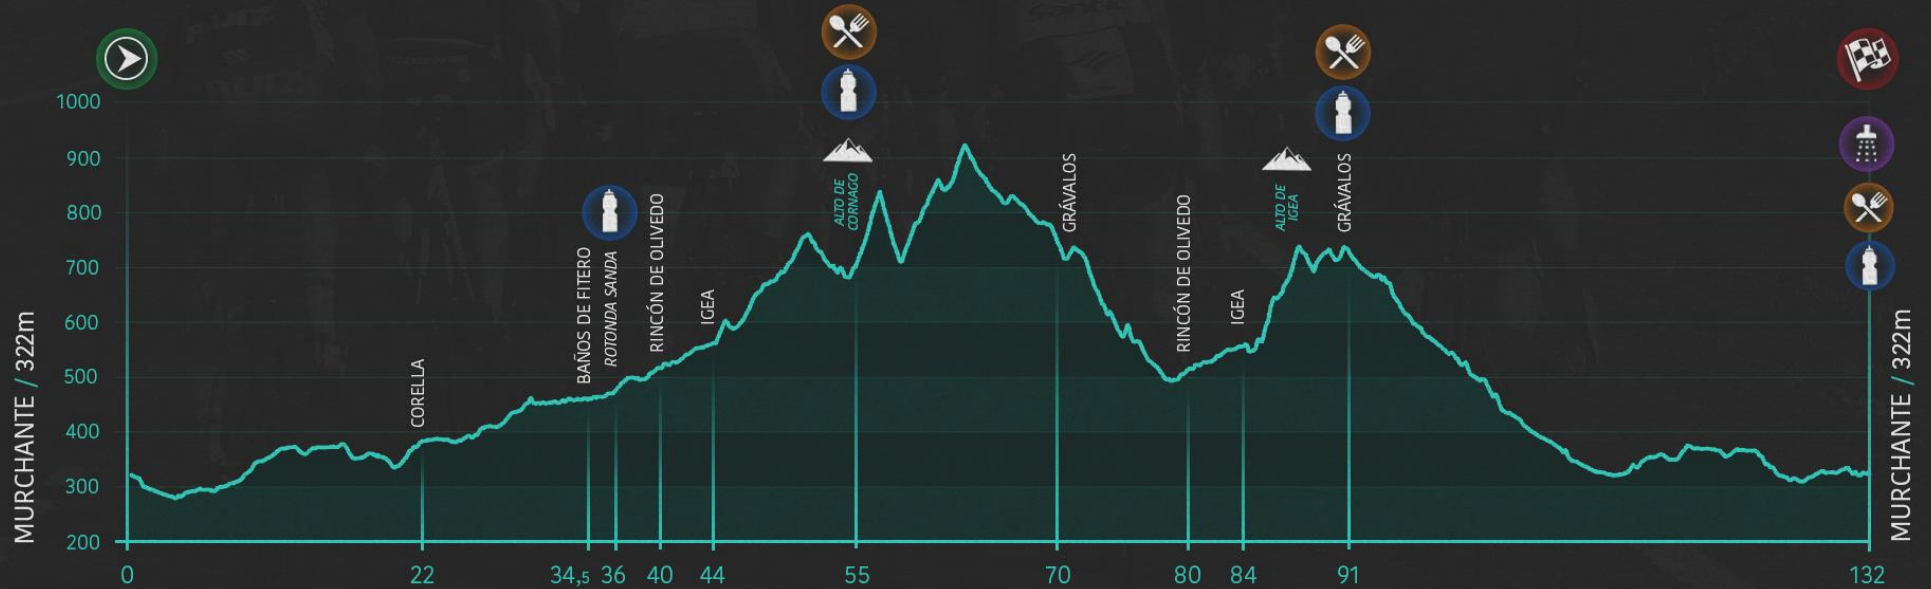 1000
900
800
700
600
500
400
300
200
MURCHANTE / 322m
CORELLA
BAÑOS DE FITERO
ROTONDA SANDA
RINCÓN DE OLIVEDO
IGEA
ALTO DE
CORNAGO
GRÁVALOS
RINCÓN DE OLIVEDO
IGEA
ALTO DE
IGEA
GRÁVALOS
MURCHANTE / 322m
0 22 34,5 36 40 44 55 70 80 84 91 132